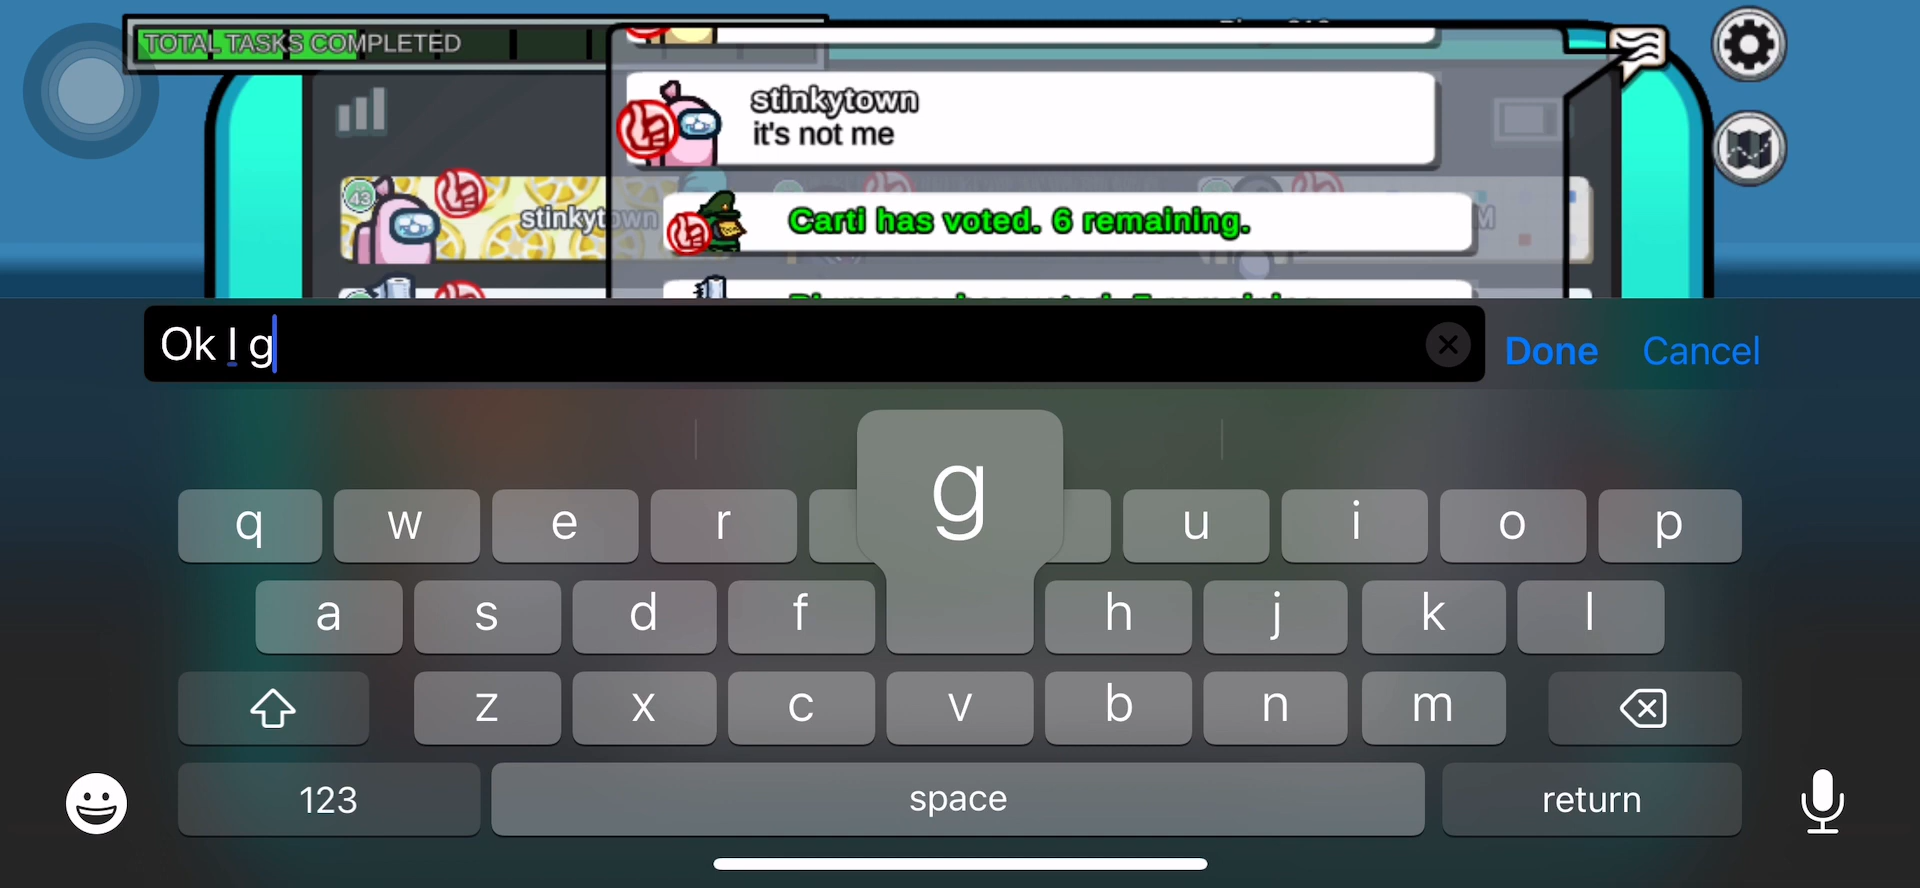 TOTAL TASKS COMPLETED
stinkytown
it's not me
43
stinkytown
Carti has voted. 6 remaining.
M
Ok I g
Done
Cancel
g
q w e r u i o p
a s d f h j k l
z x c v b n m
123
space
return